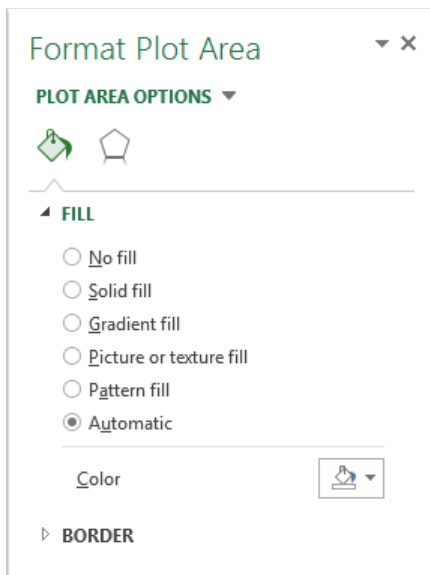 Format Plot Area
PLOT AREA OPTIONS
FILL
No fill
Solid fill
Gradient fill
Picture or texture fill
Pattern fill
Automatic
Color
BORDER